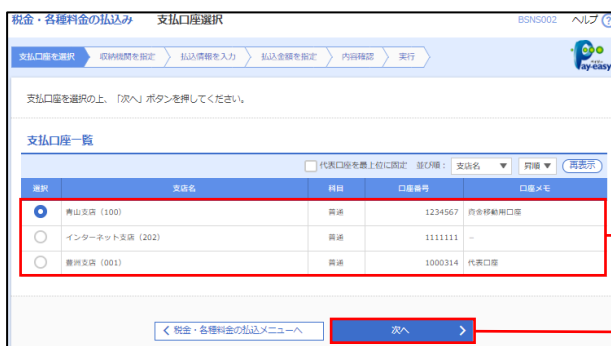 税金・各種料金の払込み 支払口座選択 BSNS002 ヘルプ ?
支払口座を選択 収納機関を指定 払込情報を入力 払込金額を指定 内容確認 実行
Pay-easy
支払口座を選択の上、「次へ」ボタンを押してください。
支払口座一覧
代表口座を最上位に固定 並び順： 支店名 ▼ 昇順 ▼ 再表示
選択 支店名 科目 口座番号 口座メモ
青山支店（100） 普通 1234567 資金移動用口座
インターネット支店（202） 普通 1111111 －
豊洲支店（001） 普通 1000314 代表口座
税金・各種料金の払込メニューへ 次へ